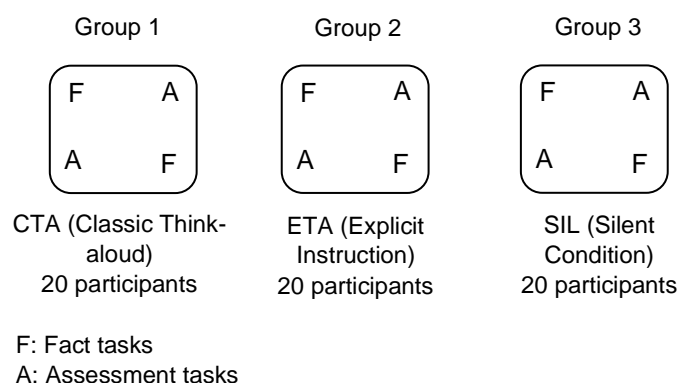 Group 1
Group 2
Group 3
F A
A F
F A
A F
F A
A F
CTA (Classic Think-
aloud)
20 participants
ETA (Explicit
Instruction)
20 participants
SIL (Silent
Condition)
20 participants
F: Fact tasks
A: Assessment tasks